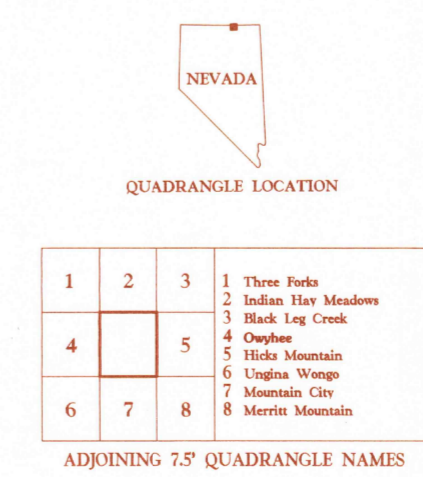 NEVADA
QUADRANGLE LOCATION
1 2 3
4 5
6 7 8
1 Three Forks
2 Indian Hay Meadows
3 Black Leg Creek
4 Owyhee
5 Hicks Mountain
6 Ungina Wongo
7 Mountain City
8 Merritt Mountain
ADJOINING 7.5' QUADRANGLE NAMES